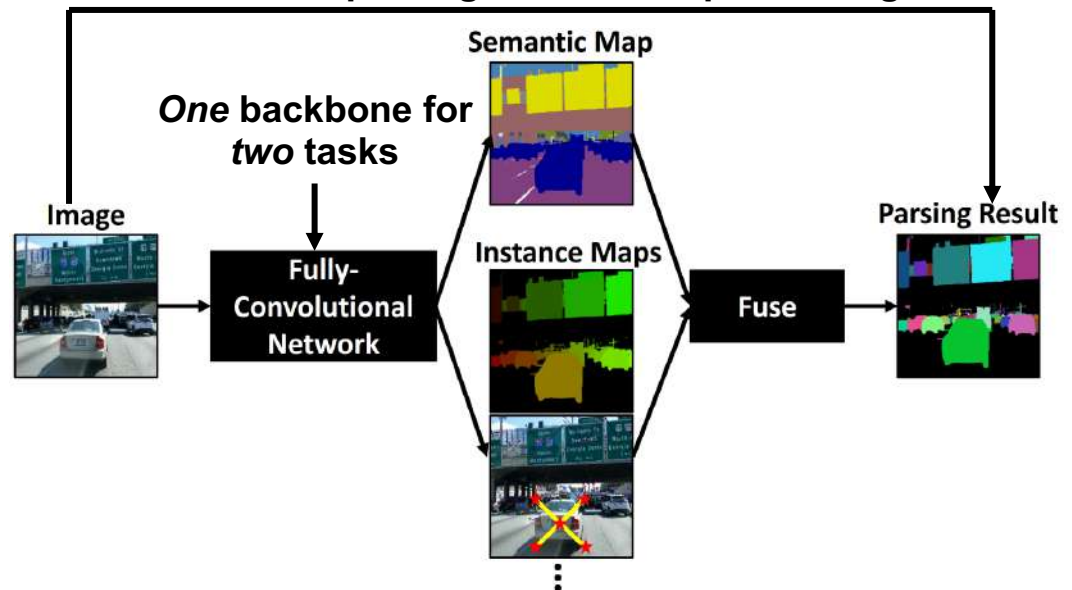 Semantic Map
One backbone for
two tasks
Image
Parsing Result
Instance Maps
Fully-
Convolutional
Network
Fuse